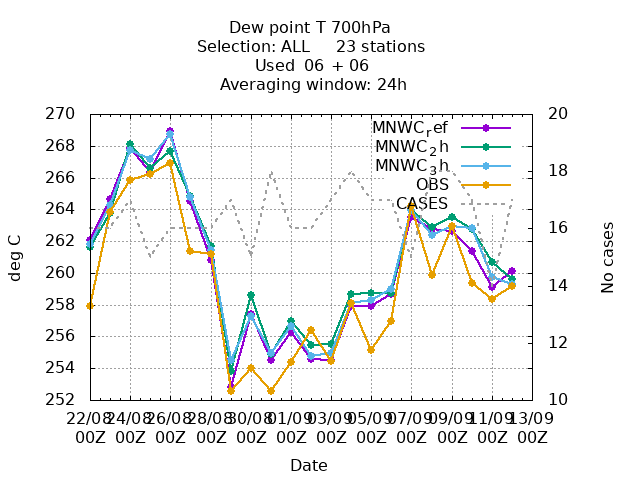 Dew point T 700hPa
Selection: ALL 23 stations
Used 06 + 06
Averaging window: 24h
270 20
MNWC_ref
268
MNWC_2h
MNWC_3h
266 18
OBS
264 CASES
262 16
deg C
No cases
260
258 14
256
12
254
252 10
22/08 24/08 26/08 28/08 30/08 01/09 03/09 05/09 07/09 09/09 11/09 13/09
00Z 00Z 00Z 00Z 00Z 00Z 00Z 00Z 00Z 00Z 00Z 00Z
Date